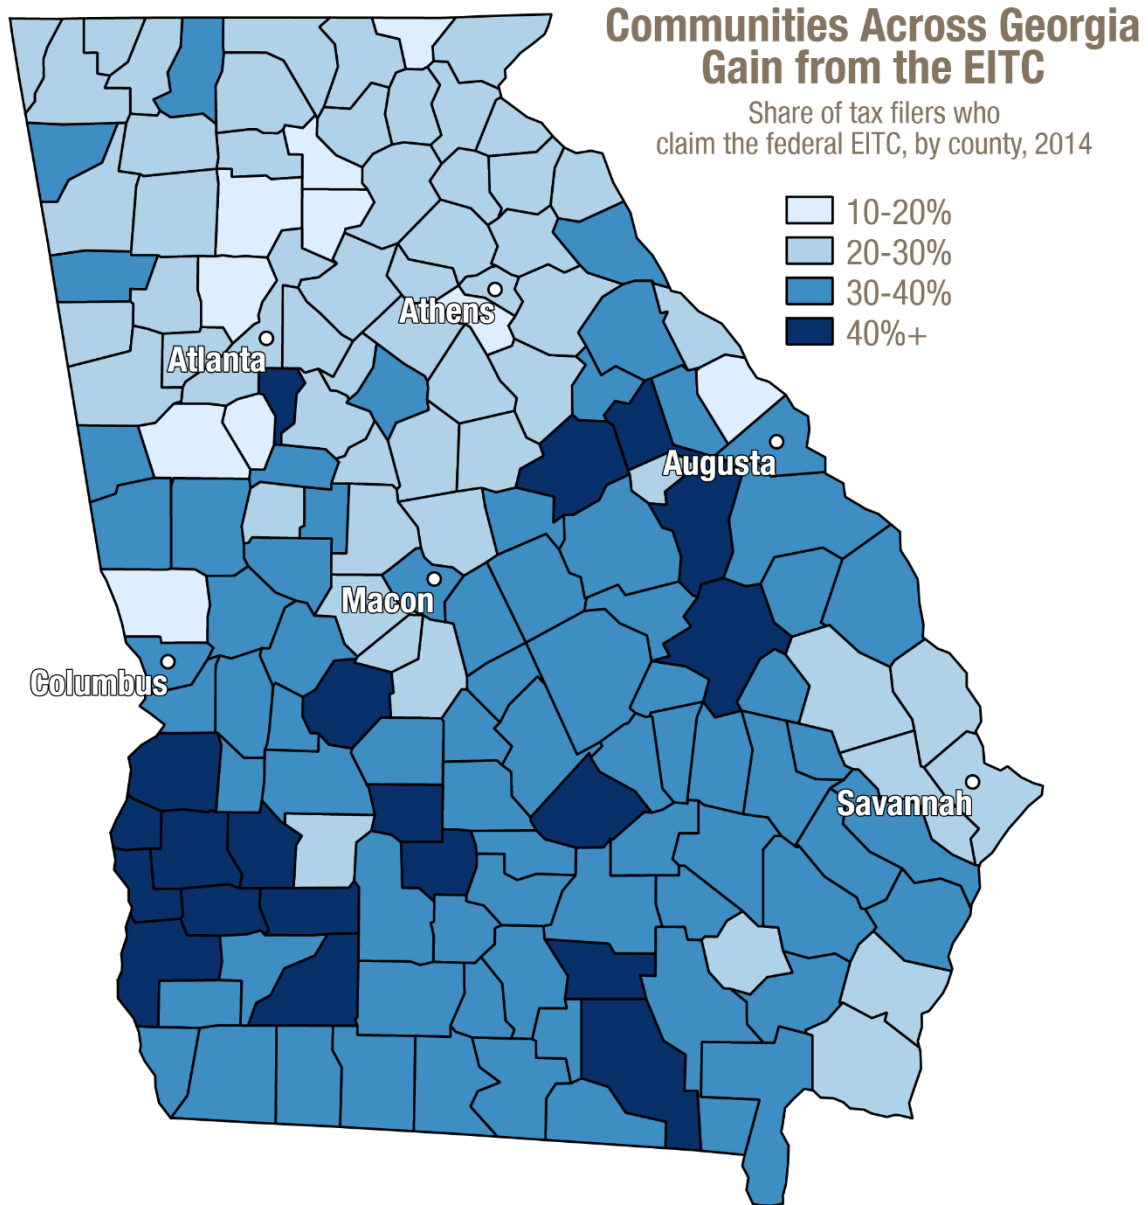 Communities Across Georgia
Gain from the EITC
Share of tax filers who
claim the federal EITC, by county, 2014
10-20%
20-30%
30-40%
40%+
Athens
Atlanta
Augusta
Macon
Columbus
Savannah